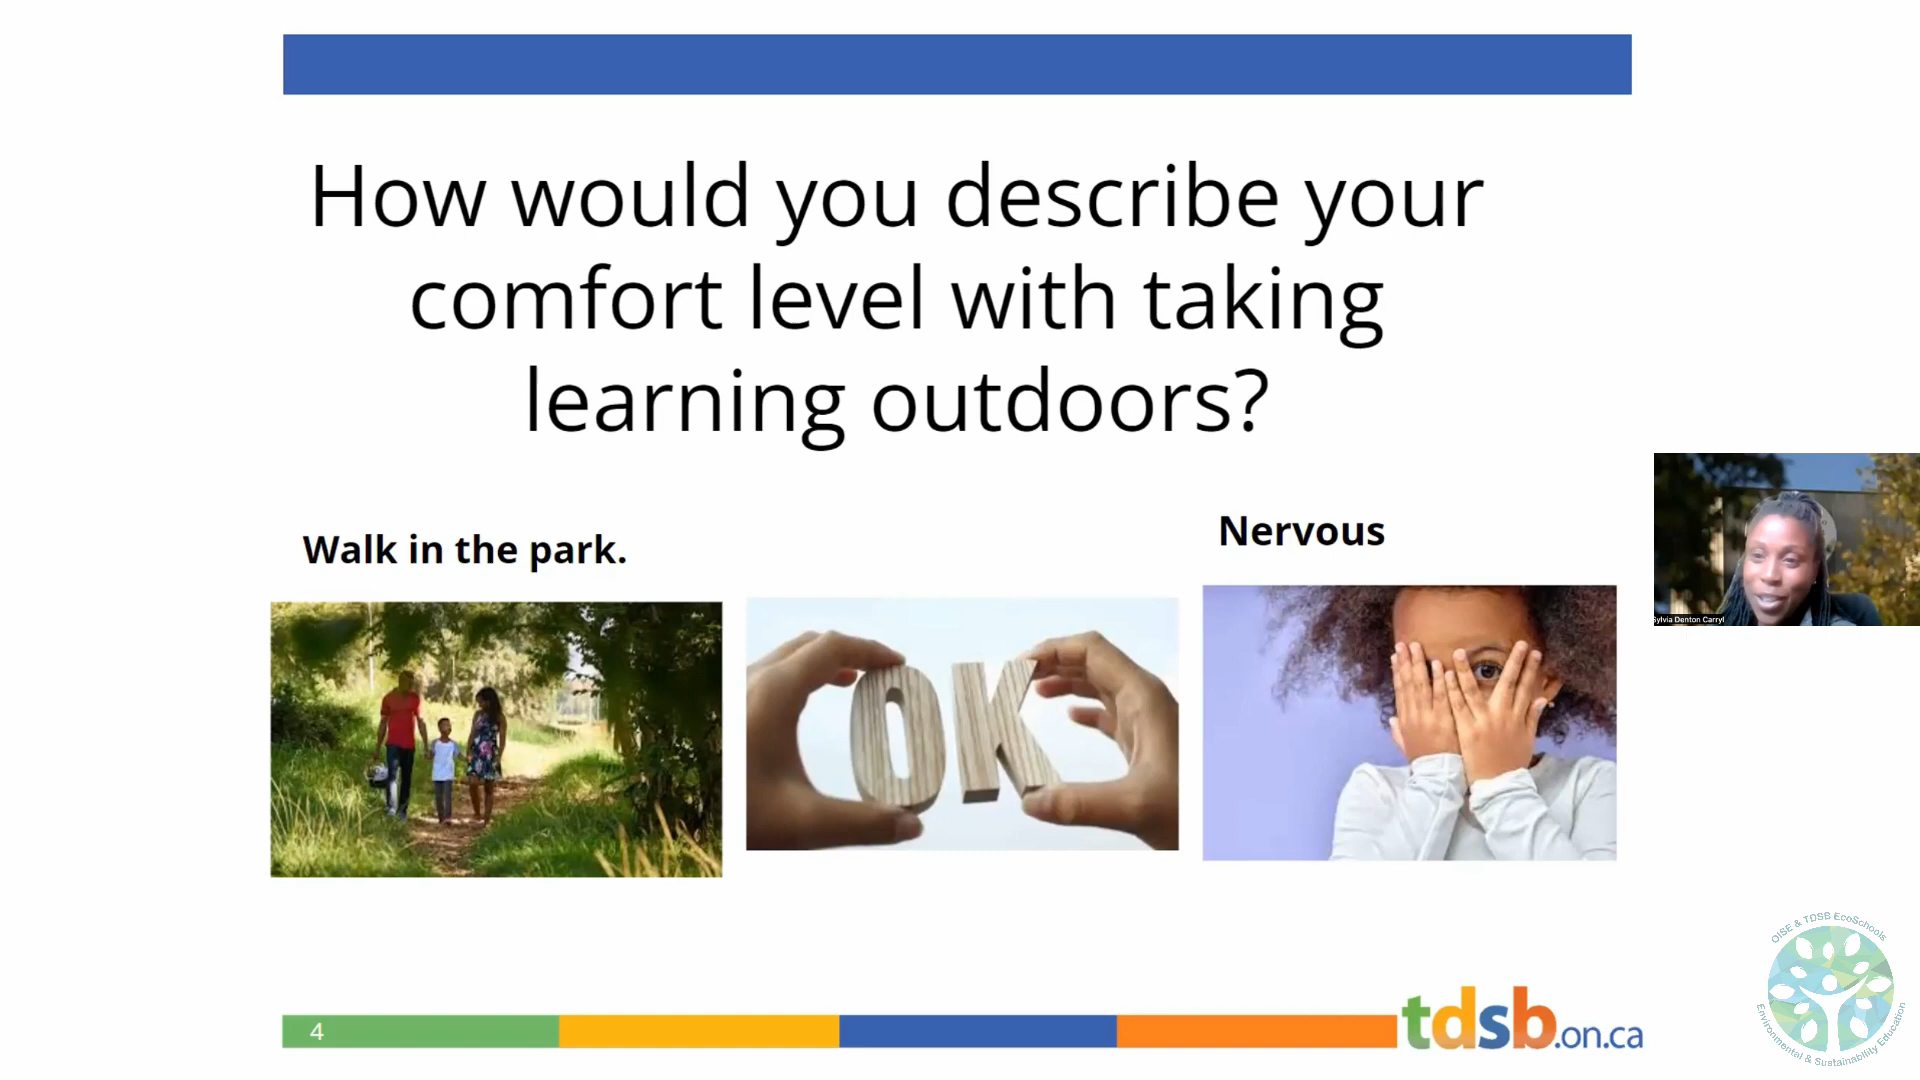 How would you describe your
comfort level with taking
learning outdoors?
Walk in the park.
Nervous
OK
Sylvia Denton Carryl
4
tdsb.on.ca
OISE & TDSB EcoSchools
Environmental & Sustainability Education